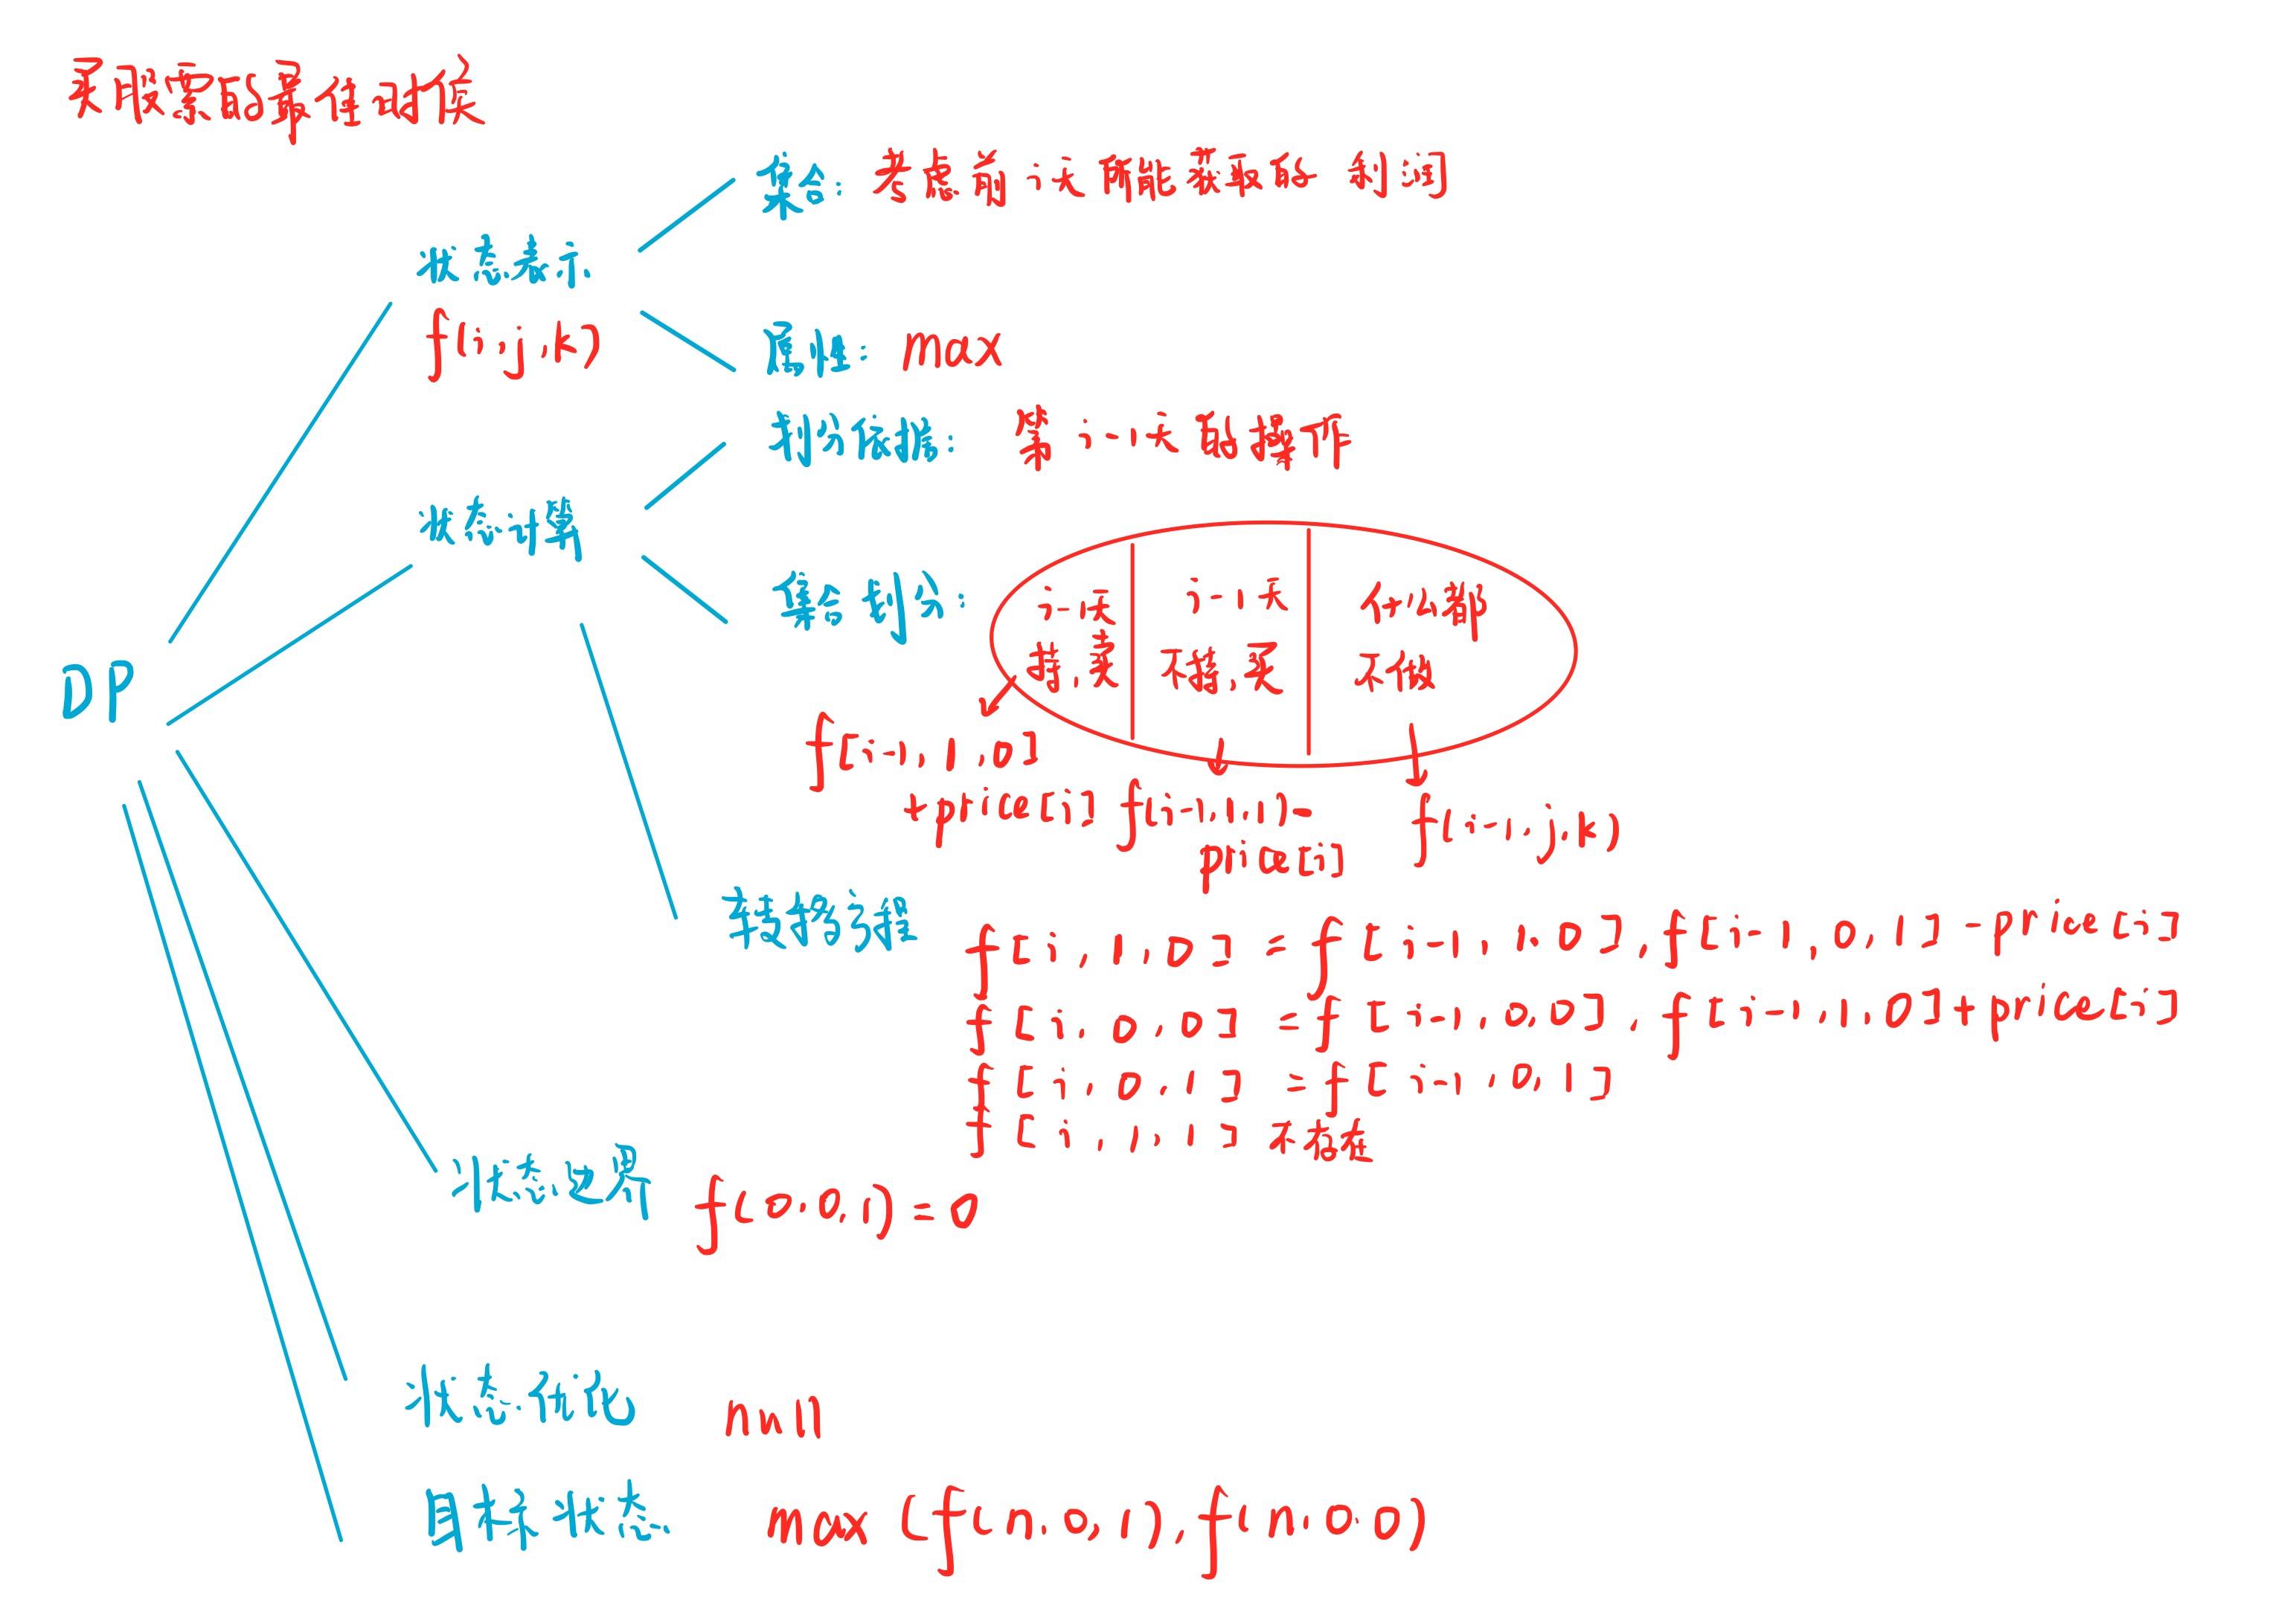 买股票的最佳时候
集合: 考虑前 i 天所能获取的 利润
状态表示
f(i,j,k)
属性: max
划分依据: 第 i-1天的操作
状态计算
集合划分:
i-1天
持,卖
i-1天
不持,买
什么都
不做
DP
f[i-1, 1,0]
+price[i]
f(i-1,1,1)-
price[i]
f(i-1,j,k)
转移方程
f[i,1,0] = f[i-1,1,0], f[i-1,0,1]-price[i]
f[i,0,0] = f[i-1,0,0], f[i-1,1,0]+price[i]
f[i,0,1] = f[i-1,0,1]
f[i,1,1] 不存在
状态边界 f(0,0,1)=0
状态优化 null
目标状态 max(f(n,0,1),f(n,0,0)